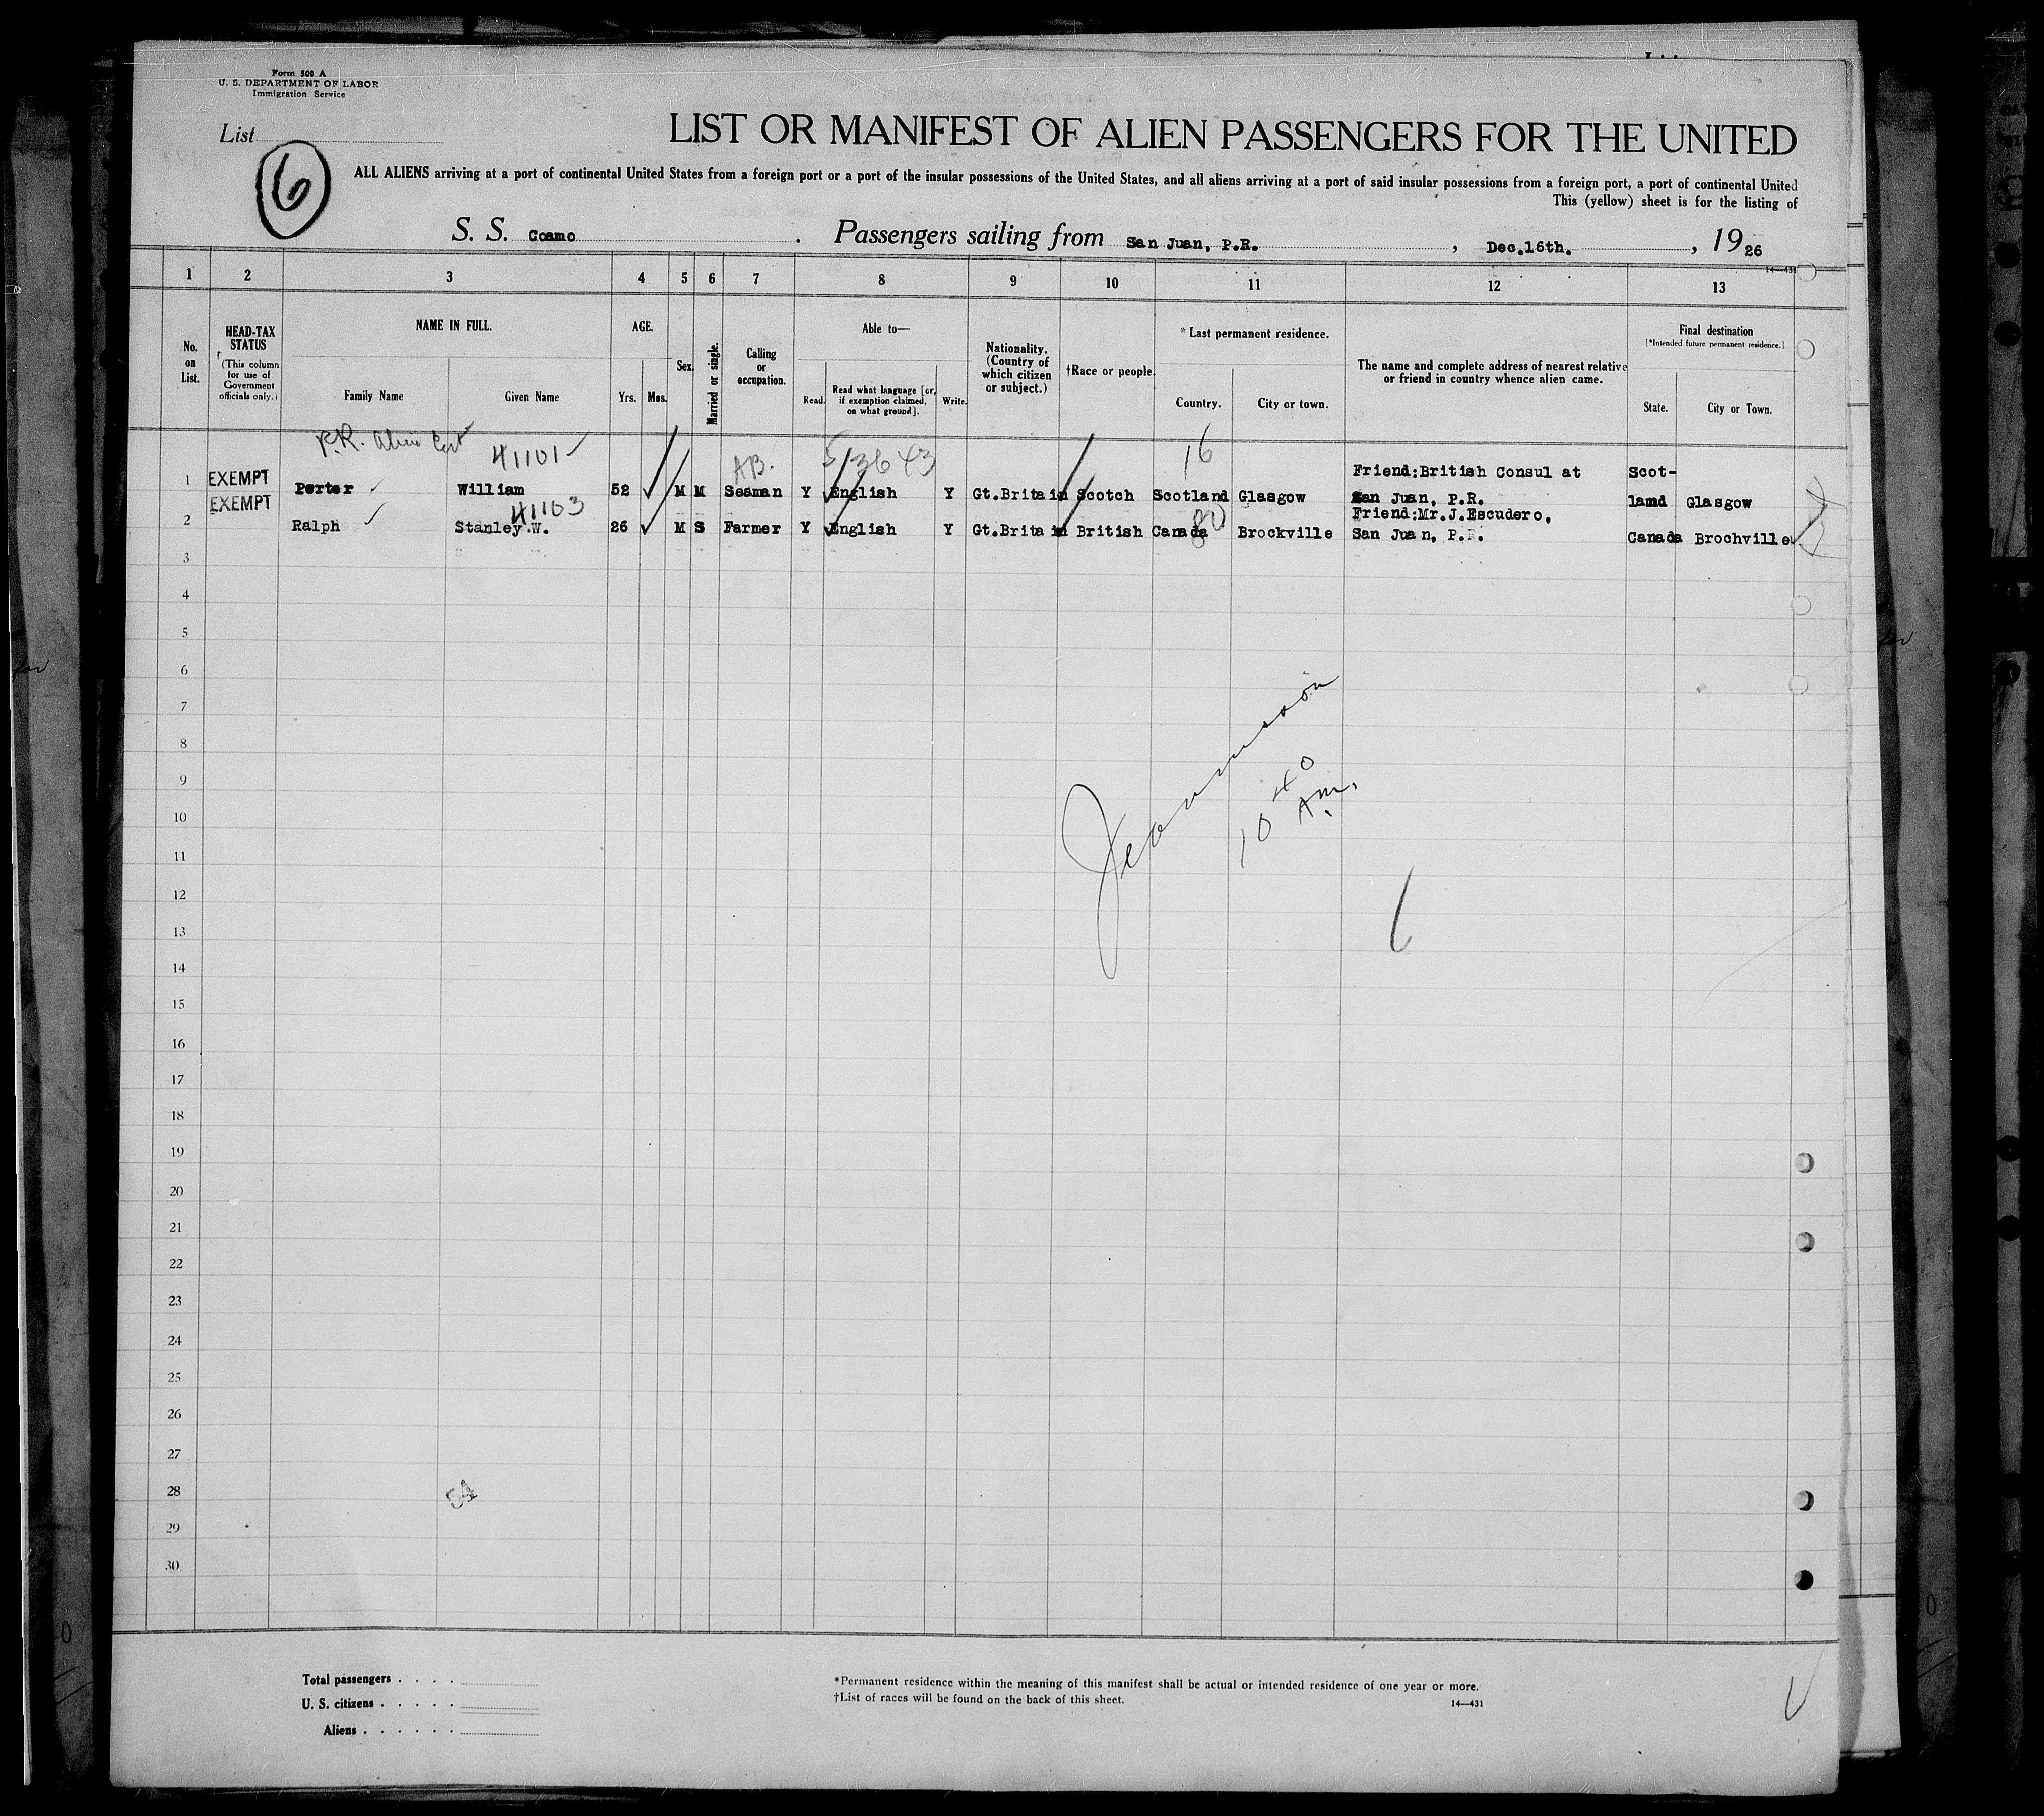 Form 500 A
U. S. DEPARTMENT OF LABOR
Immigration Service
List
6
LIST OR MANIFEST OF ALIEN PASSENGERS FOR THE UNITED
ALL ALIENS arriving at a port of continental United States from a foreign port or a port of the insular possessions of the United States, and all aliens arriving at a port of said insular possessions from a foreign port, a port of continental United
This (yellow) sheet is for the listing of
S. S. Coamo. Passengers sailing from San Juan, P.R., Dec.16th., 1926
14—431
1 2 3 4 5 6 7 8 9 10 11 12 13
No. on List.
HEAD-TAX STATUS
(This column for use of Government officials only.)
NAME IN FULL.
Family Name
Given Name
AGE.
Yrs. Mos.
Sex.
Married or single.
Calling or occupation.
Able to—
Read.
Read what language [or, if exemption claimed, on what ground].
Write.
Nationality. (Country of which citizen or subject.)
†Race or people.
* Last permanent residence.
Country.
City or town.
The name and complete address of nearest relative or friend in country whence alien came.
Final destination
[*Intended future permanent residence.]
State.
City or Town.
P.R. Alien 41101
AB. 16
1 EXEMPT Porter William 52 M M Seaman Y English Y Gt.Britain Scotch Scotland Glasgow Friend:British Consul at San Juan, P.R. Scotland Glasgow
41103 80
2 EXEMPT Ralph Stanley.W. 26 M S Farmer Y English Y Gt.Britain British Canada Brockville Friend:Mr.J.Escudero, San Juan, P.R. Canada Brochville
3
4
5
6
7
8
9
10
11
12
13
14
15
16
17
18
19
20
21
22
23
24
25
26
27
28
29
30
10 40 AM.
54
Total passengers
U. S. citizens
Aliens
*Permanent residence within the meaning of this manifest shall be actual or intended residence of one year or more.
†List of races will be found on the back of this sheet.
14—431